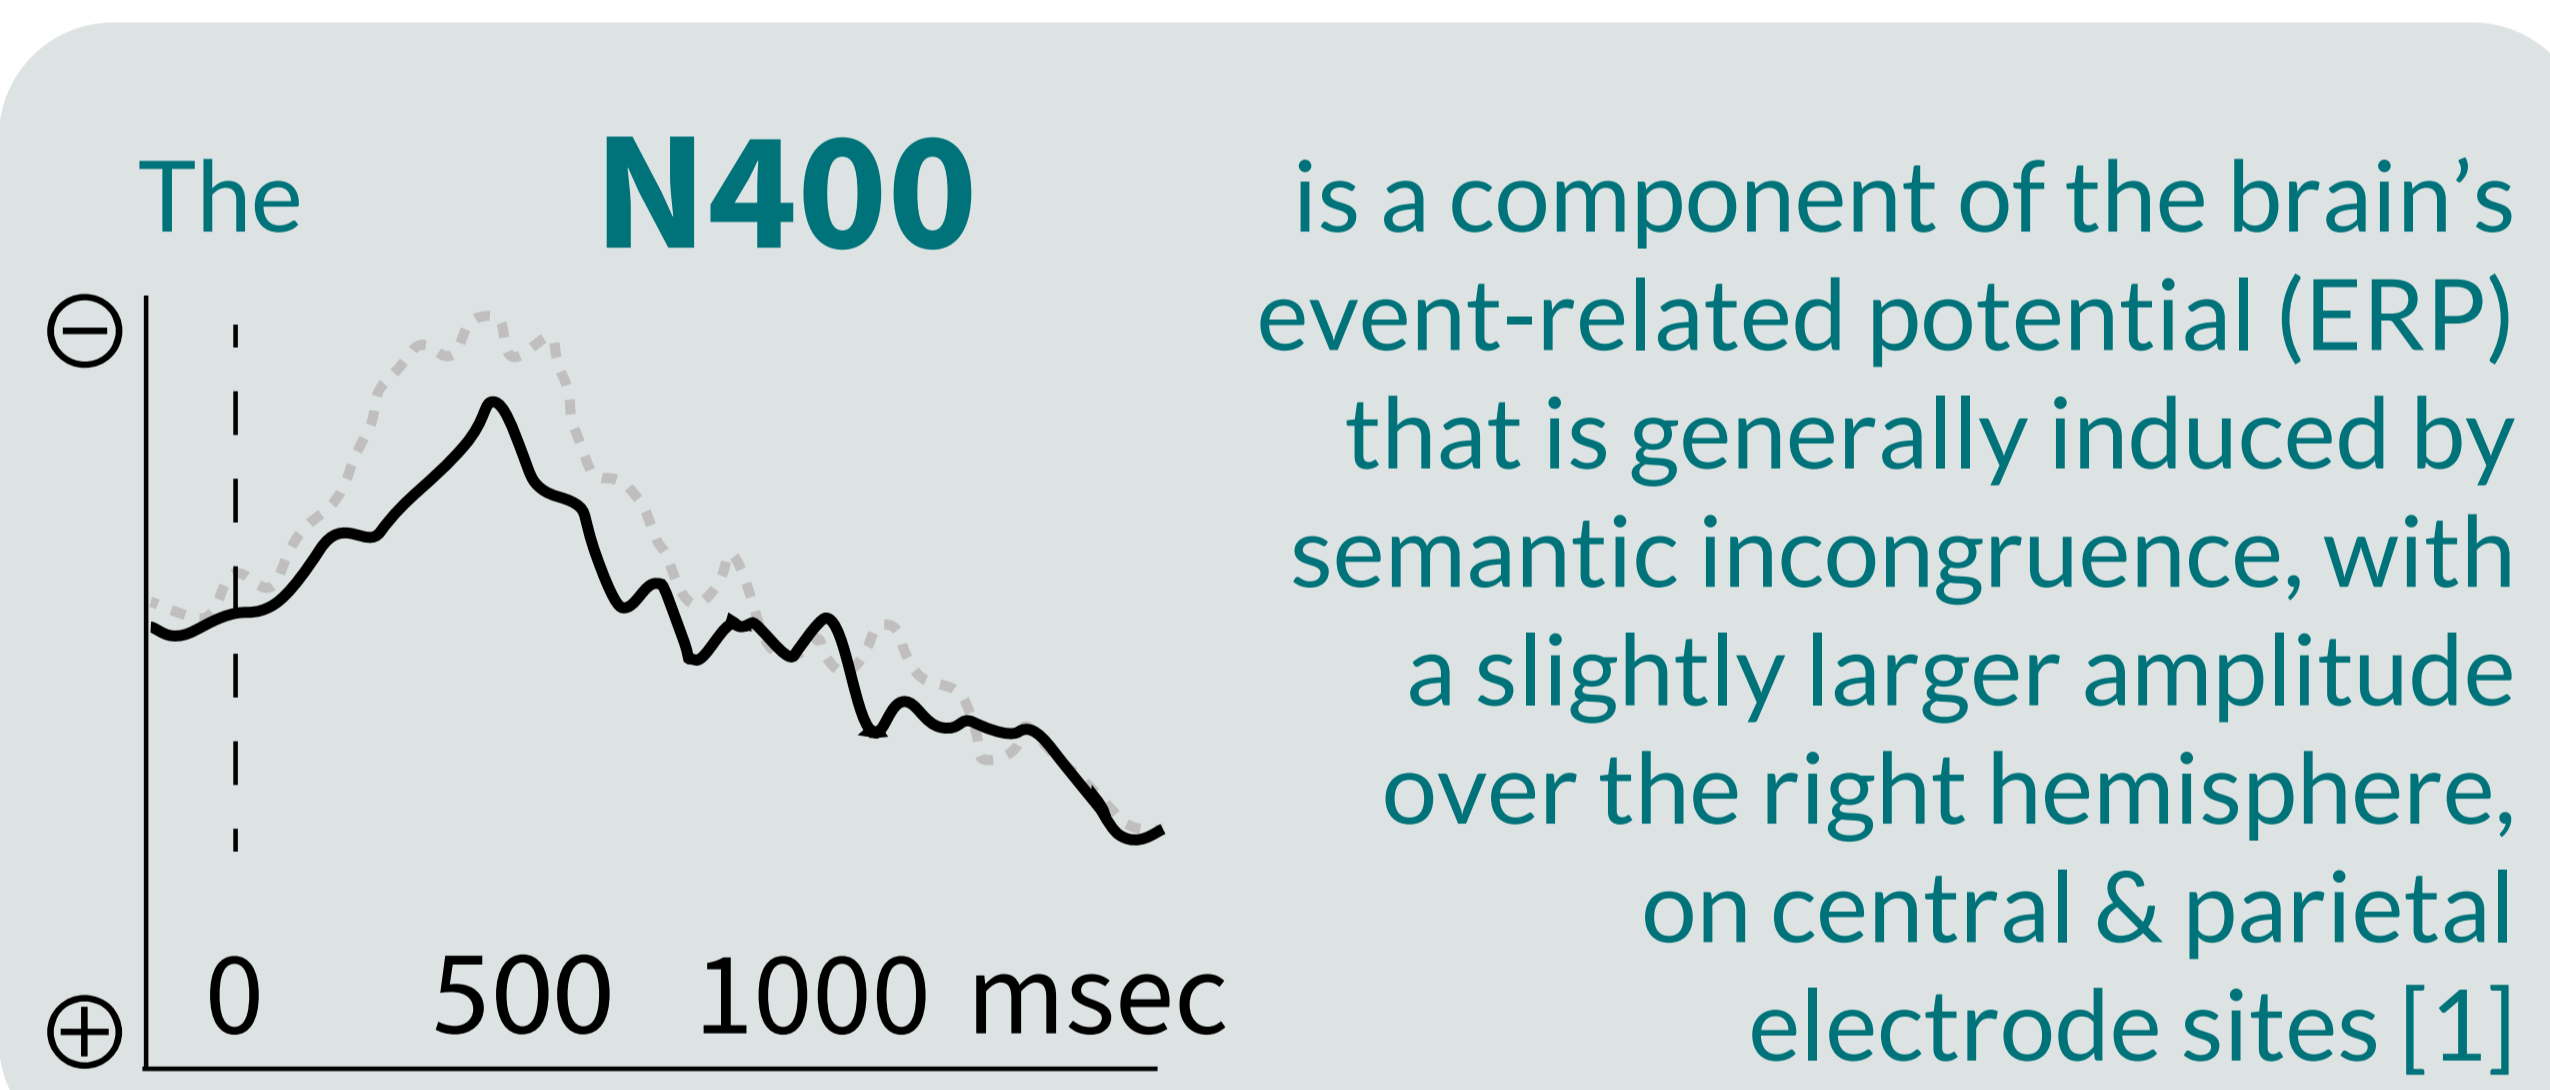 The N400 is a component of the brain’s
event-related potential (ERP)
that is generally induced by
semantic incongruence, with
a slightly larger amplitude
over the right hemisphere,
on central & parietal
electrode sites [1]
−
+
0 500 1000 msec